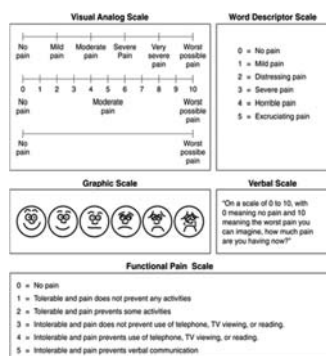 Visual Analog Scale
No pain
Mild pain
Moderate pain
Severe Pain
Very severe pain
Worst possible pain
0 1 2 3 4 5 6 7 8 9 10
No pain
Moderate pain
Worst possible pain
No pain
Worst possible pain
Word Descriptor Scale
0 = No pain
1 = Mild pain
2 = Distressing pain
3 = Severe pain
4 = Horrible pain
5 = Excruciating pain
Graphic Scale
Verbal Scale
"On a scale of 0 to 10, with
0 meaning no pain and 10
meaning the worst pain you
can imagine, how much pain
are you having now?"
Functional Pain Scale
0 = No pain
1 = Tolerable and pain does not prevent any activities
2 = Tolerable and pain prevents some activities
3 = Intolerable and pain does not prevent use of telephone, TV viewing, or reading.
4 = Intolerable and pain prevents use of telephone, TV viewing, or reading.
5 = Intolerable and pain prevents verbal communication